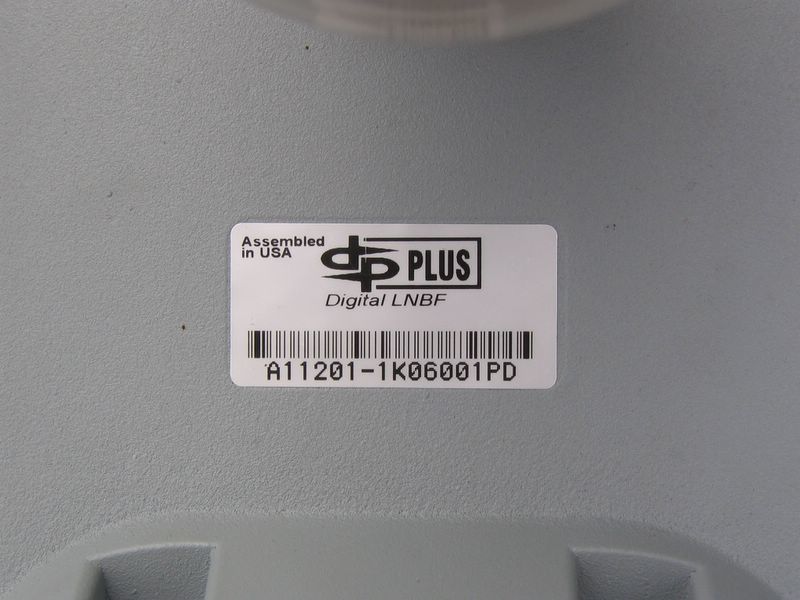 Assembled
in USA
dp PLUS
Digital LNBF
A11201-1K06001PD